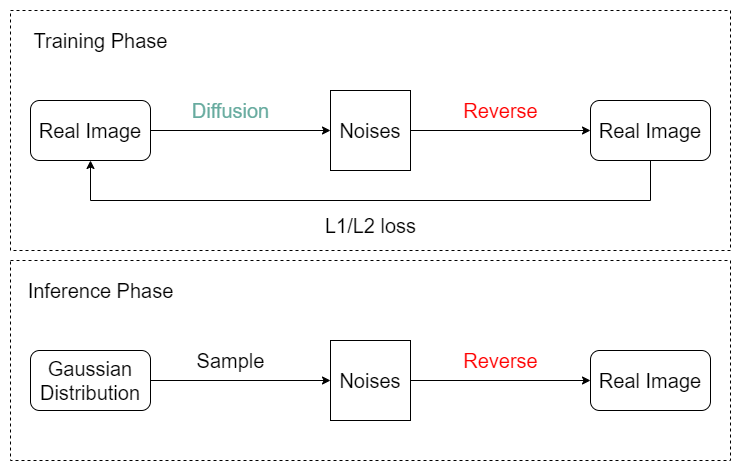 Training Phase
Real Image
Diffusion
Noises
Reverse
Real Image
L1/L2 loss
Inference Phase
Gaussian
Distribution
Sample
Noises
Reverse
Real Image